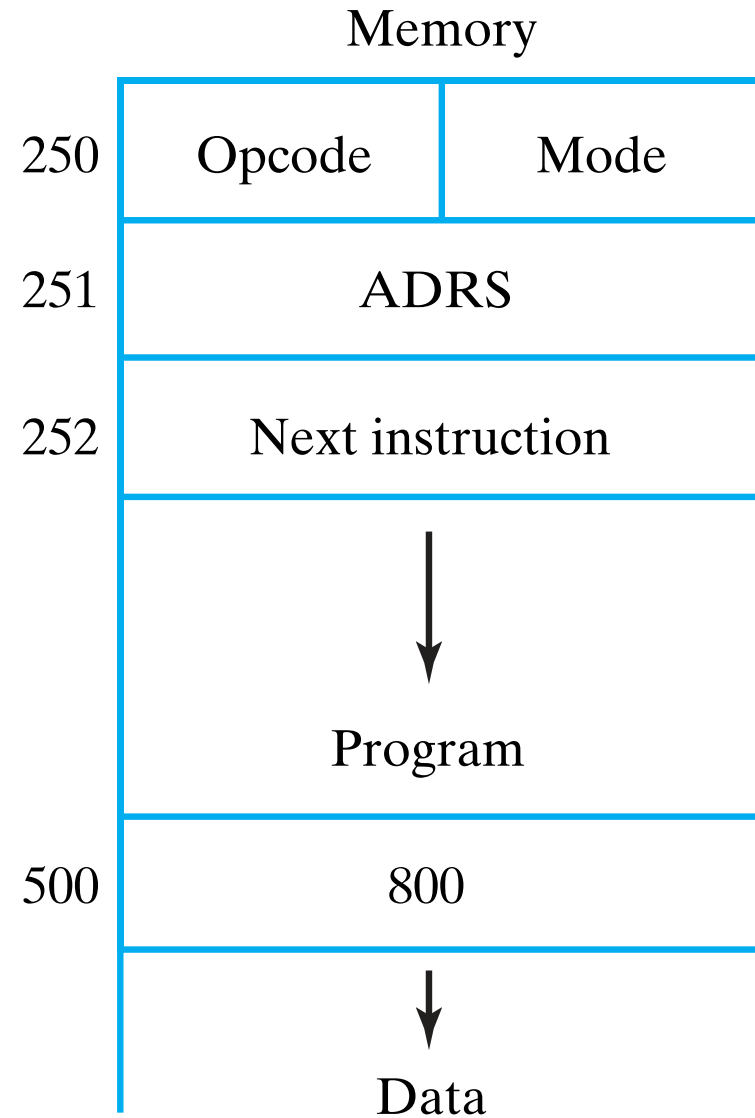 Memory
250 Opcode Mode
251 ADRS
252 Next instruction
Program
500 800
Data